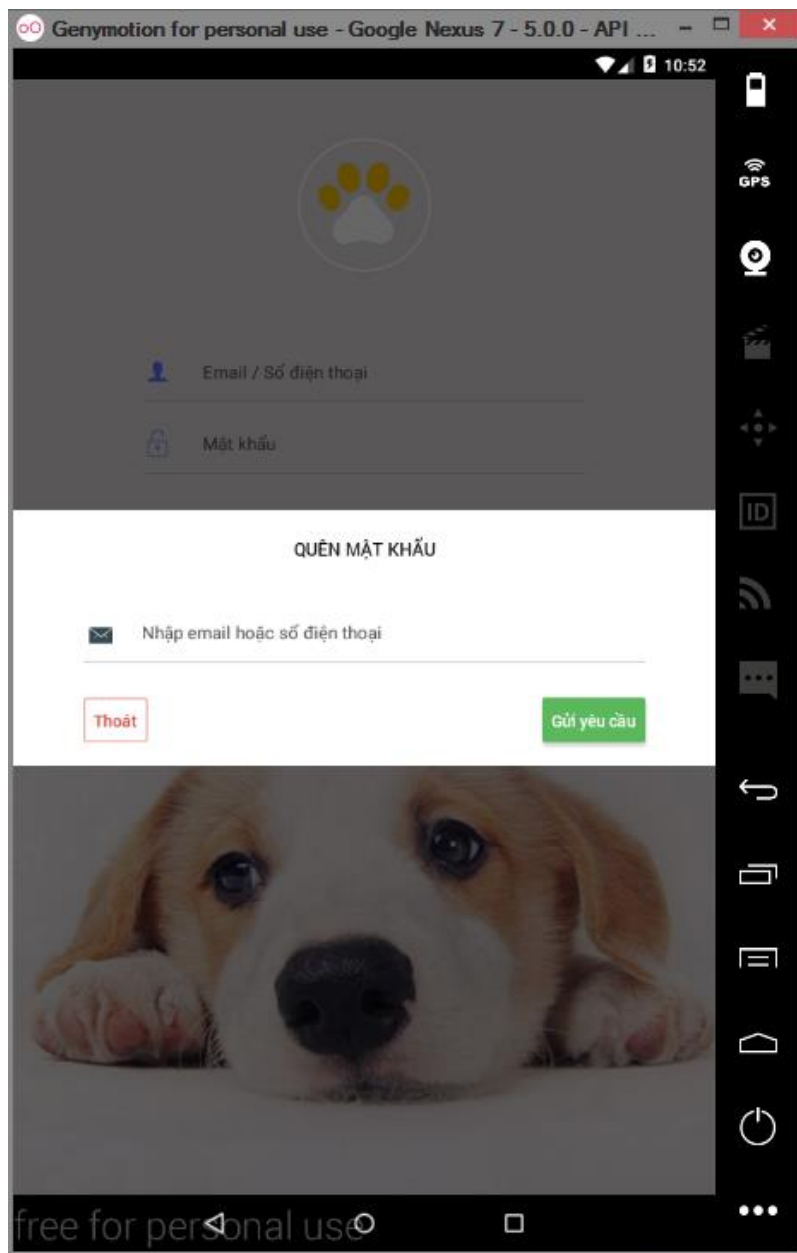 Genymotion for personal use - Google Nexus 7 - 5.0.0 - API ...
10:52
GPS
Email / Số điện thoại
Mật khẩu
ID
QUÊN MẬT KHẨU
Nhập email hoặc số điện thoại
Thoát
Gửi yêu cầu
free for personal use